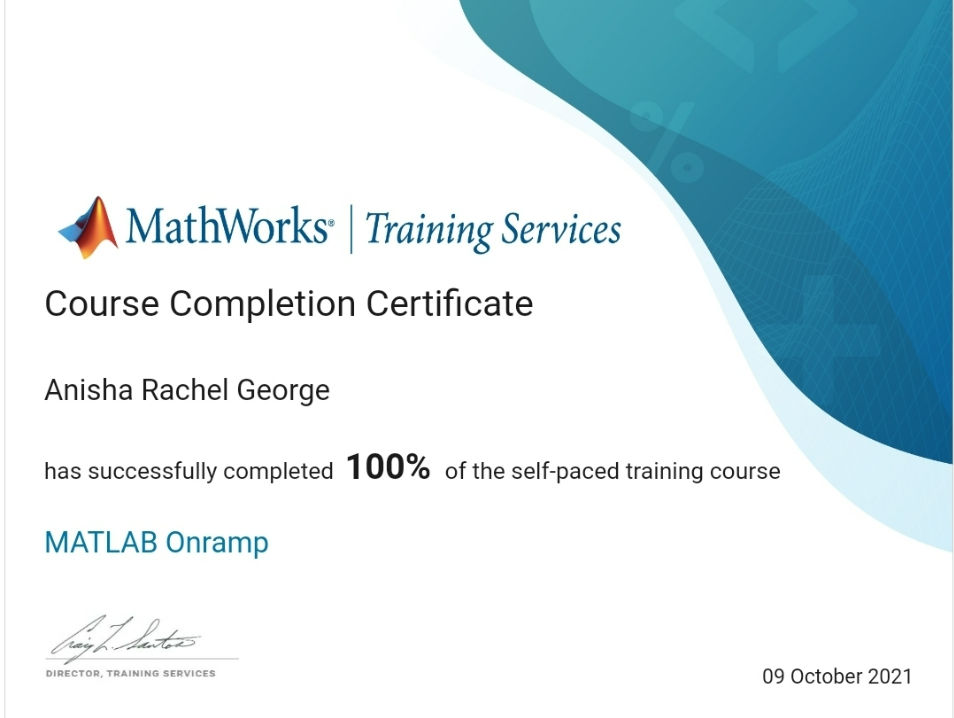 MathWorks® | Training Services
Course Completion Certificate
Anisha Rachel George
has successfully completed 100% of the self-paced training course
MATLAB Onramp
Craig L. Santos
DIRECTOR, TRAINING SERVICES
09 October 2021